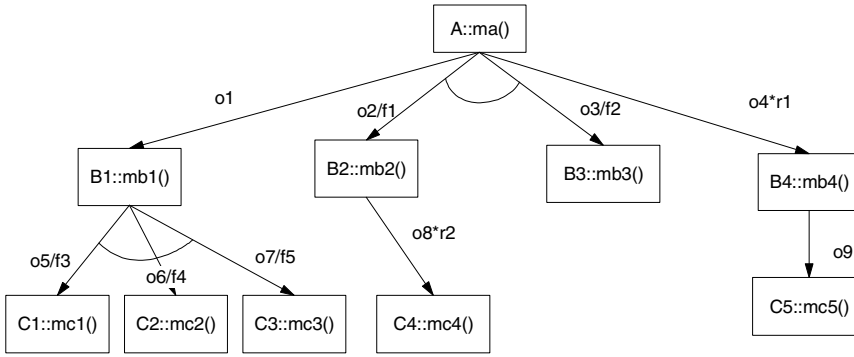 A::ma()
o1
o2/f1
o3/f2
o4*r1
B1::mb1()
B2::mb2()
B3::mb3()
B4::mb4()
o5/f3
o6/f4
o7/f5
o8*r2
o9
C1::mc1()
C2::mc2()
C3::mc3()
C4::mc4()
C5::mc5()